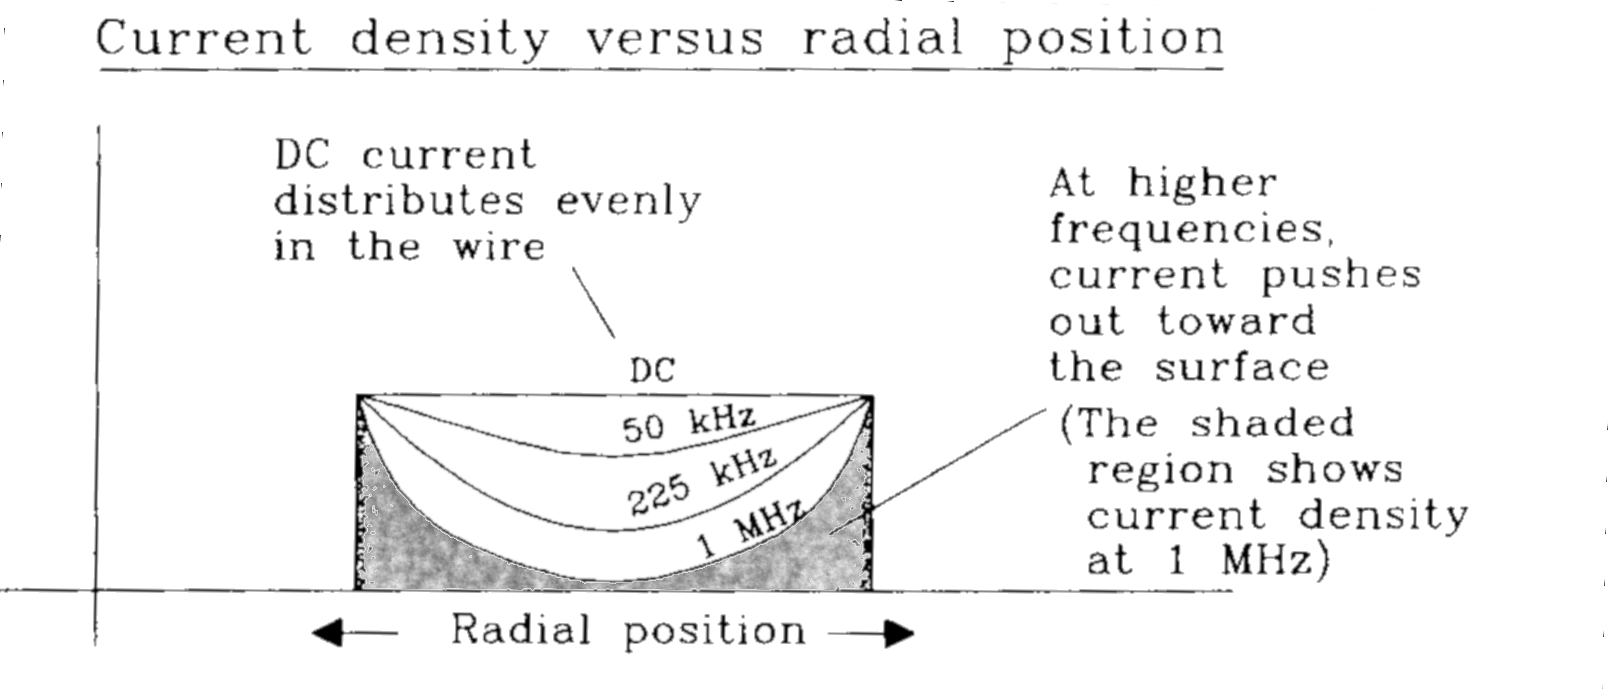 Current density versus radial position
DC current
distributes evenly
in the wire
At higher
frequencies,
current pushes
out toward
the surface
(The shaded
region shows
current density
at 1 MHz)
DC
50 kHz
225 kHz
1 MHz
Radial position